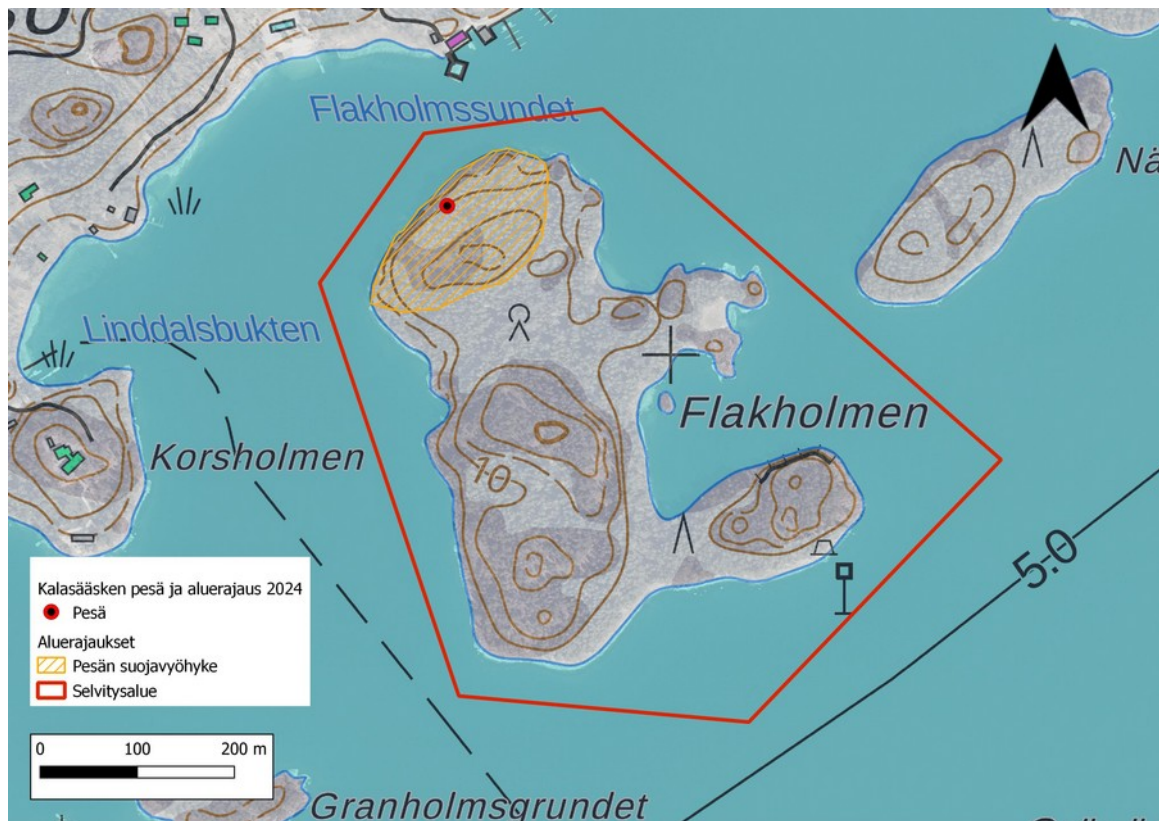 Flakholmssundet
Nä
Linddalsbukten
Flakholmen
Korsholmen
10
5.0
Kalasääsken pesä ja aluerajaus 2024
Pesä
Aluerajaukset
Pesän suojavyöhyke
Selvitysalue
0 100 200 m
Granholmsgrundet